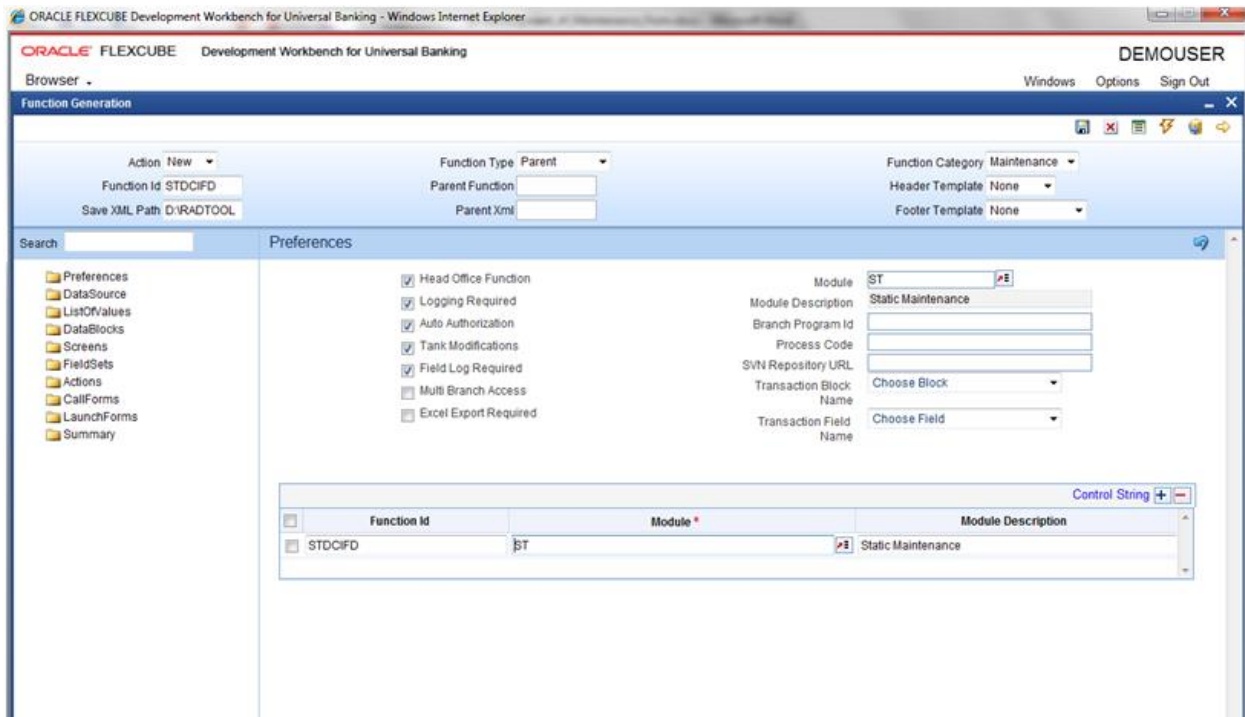 ORACLE FLEXCUBE Development Workbench for Universal Banking - Windows Internet Explorer
ORACLE FLEXCUBE Development Workbench for Universal Banking
DEMOUSER
Browser
Windows Options Sign Out
Function Generation
Action New
Function Type Parent
Function Category Maintenance
Function Id STDCIFD
Parent Function
Header Template None
Save XML Path D:\RADTOOL
Parent Xml
Footer Template None
Search
Preferences
Preferences
DataSource
ListOfValues
DataBlocks
Screens
FieldSets
Actions
CallForms
LaunchForms
Summary
Head Office Function
Logging Required
Auto Authorization
Tank Modifications
Field Log Required
Multi Branch Access
Excel Export Required
Module ST
Module Description Static Maintenance
Branch Program Id
Process Code
SVN Repository URL
Transaction Block Name Choose Block
Transaction Field Name Choose Field
Control String
Function Id Module * Module Description
STDCIFD ST Static Maintenance